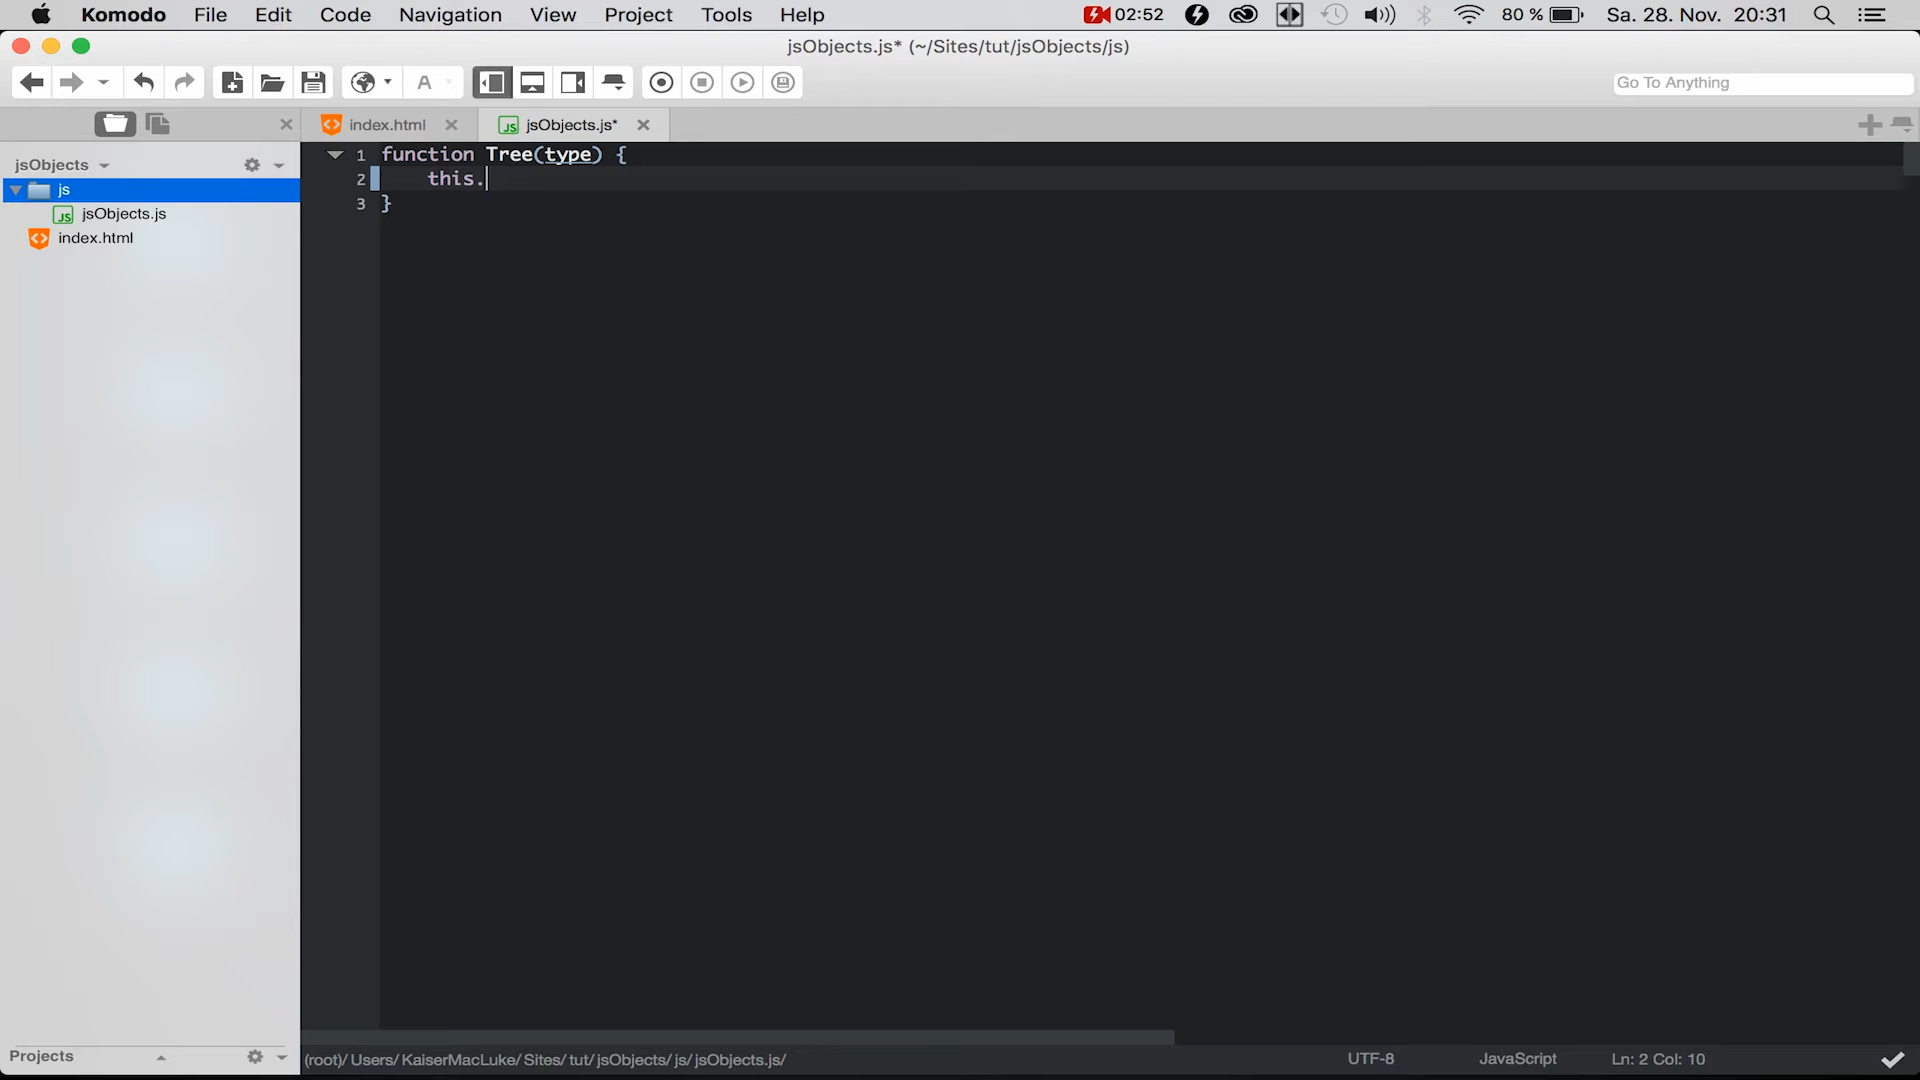 Komodo File Edit Code Navigation View Project Tools Help 02:52 80 % Sa. 28. Nov. 20:31
jsObjects.js* (~/Sites/tut/jsObjects/js)
A Go To Anything
index.html jsObjects.js*
jsObjects
js
jsObjects.js
index.html
1 function Tree(type) {
2 this.
3 }
Projects
(root)/ Users/ KaiserMacLuke/ Sites/ tut/ jsObjects/ js/ jsObjects.js/ UTF-8 JavaScript Ln: 2 Col: 10